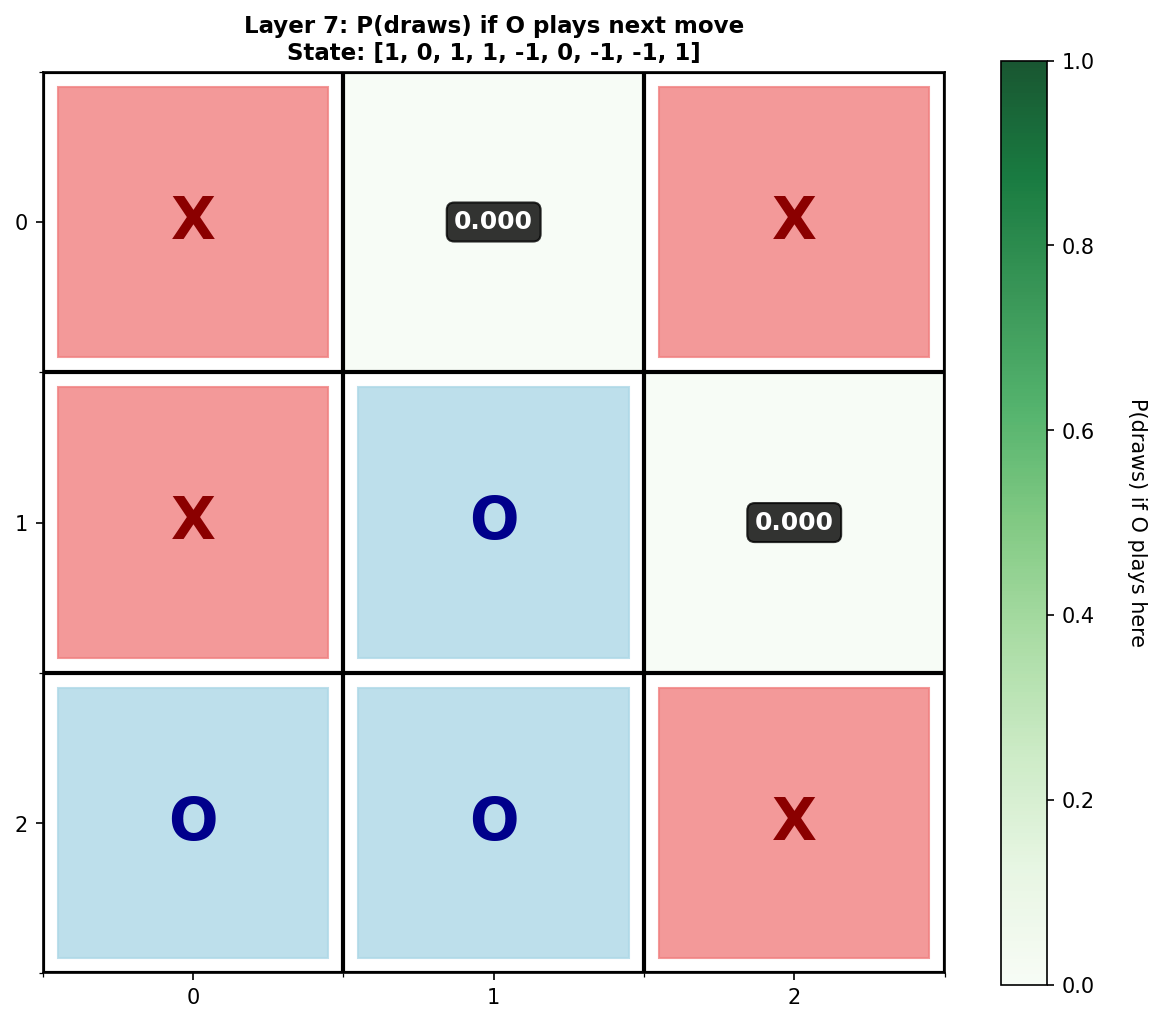 Layer 7: P(draws) if O plays next move
State: [1, 0, 1, 1, -1, 0, -1, -1, 1]
0
X
0.000
X
1
X
O
0.000
2
O
O
X
0
1
2
1.0
0.8
0.6
0.4
0.2
0.0
P(draws) if O plays here